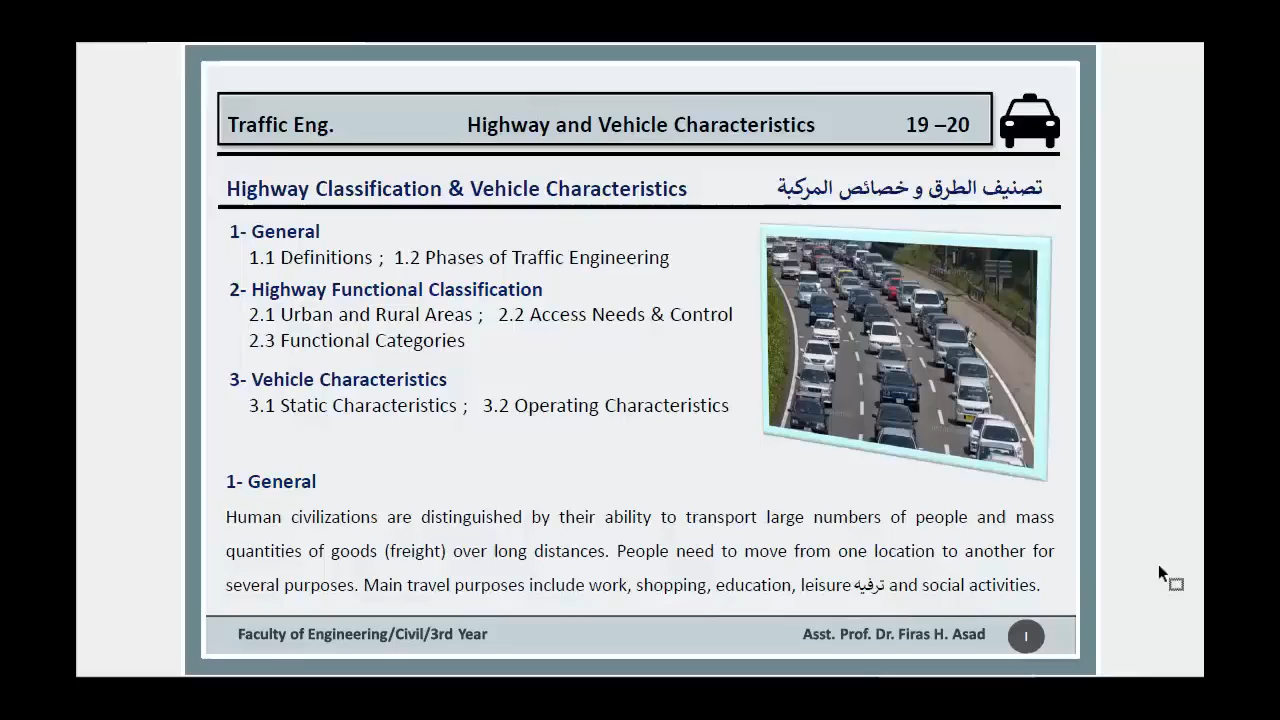 Traffic Eng. Highway and Vehicle Characteristics 19 –20
Highway Classification & Vehicle Characteristics تصنيف الطرق و خصائص المركبة
1- General
1.1 Definitions ; 1.2 Phases of Traffic Engineering
2- Highway Functional Classification
2.1 Urban and Rural Areas ; 2.2 Access Needs & Control
2.3 Functional Categories
3- Vehicle Characteristics
3.1 Static Characteristics ; 3.2 Operating Characteristics
1- General
Human civilizations are distinguished by their ability to transport large numbers of people and mass
quantities of goods (freight) over long distances. People need to move from one location to another for
several purposes. Main travel purposes include work, shopping, education, leisure ترفيه and social activities.
Faculty of Engineering/Civil/3rd Year Asst. Prof. Dr. Firas H. Asad I